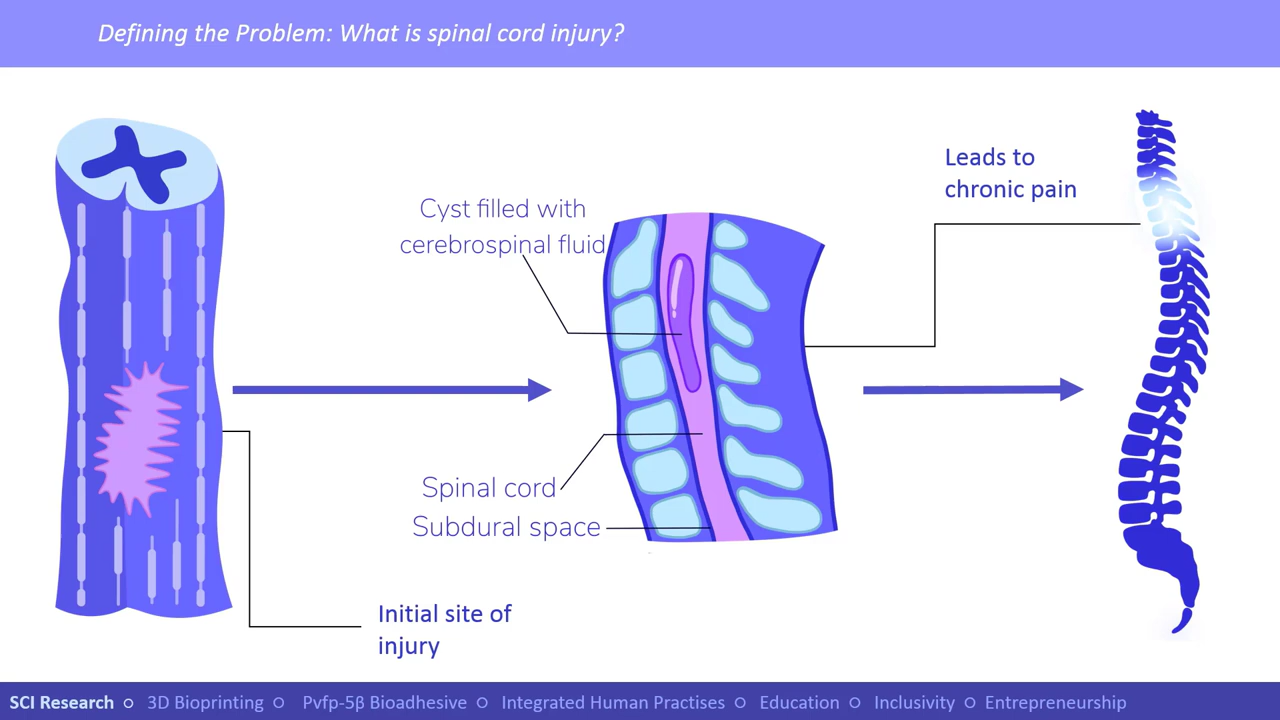 Defining the Problem: What is spinal cord injury?
Leads to
chronic pain
Cyst filled with
cerebrospinal fluid
Spinal cord
Subdural space
Initial site of
injury
SCI Research 3D Bioprinting Pvfp-5β Bioadhesive Integrated Human Practises Education Inclusivity Entrepreneurship